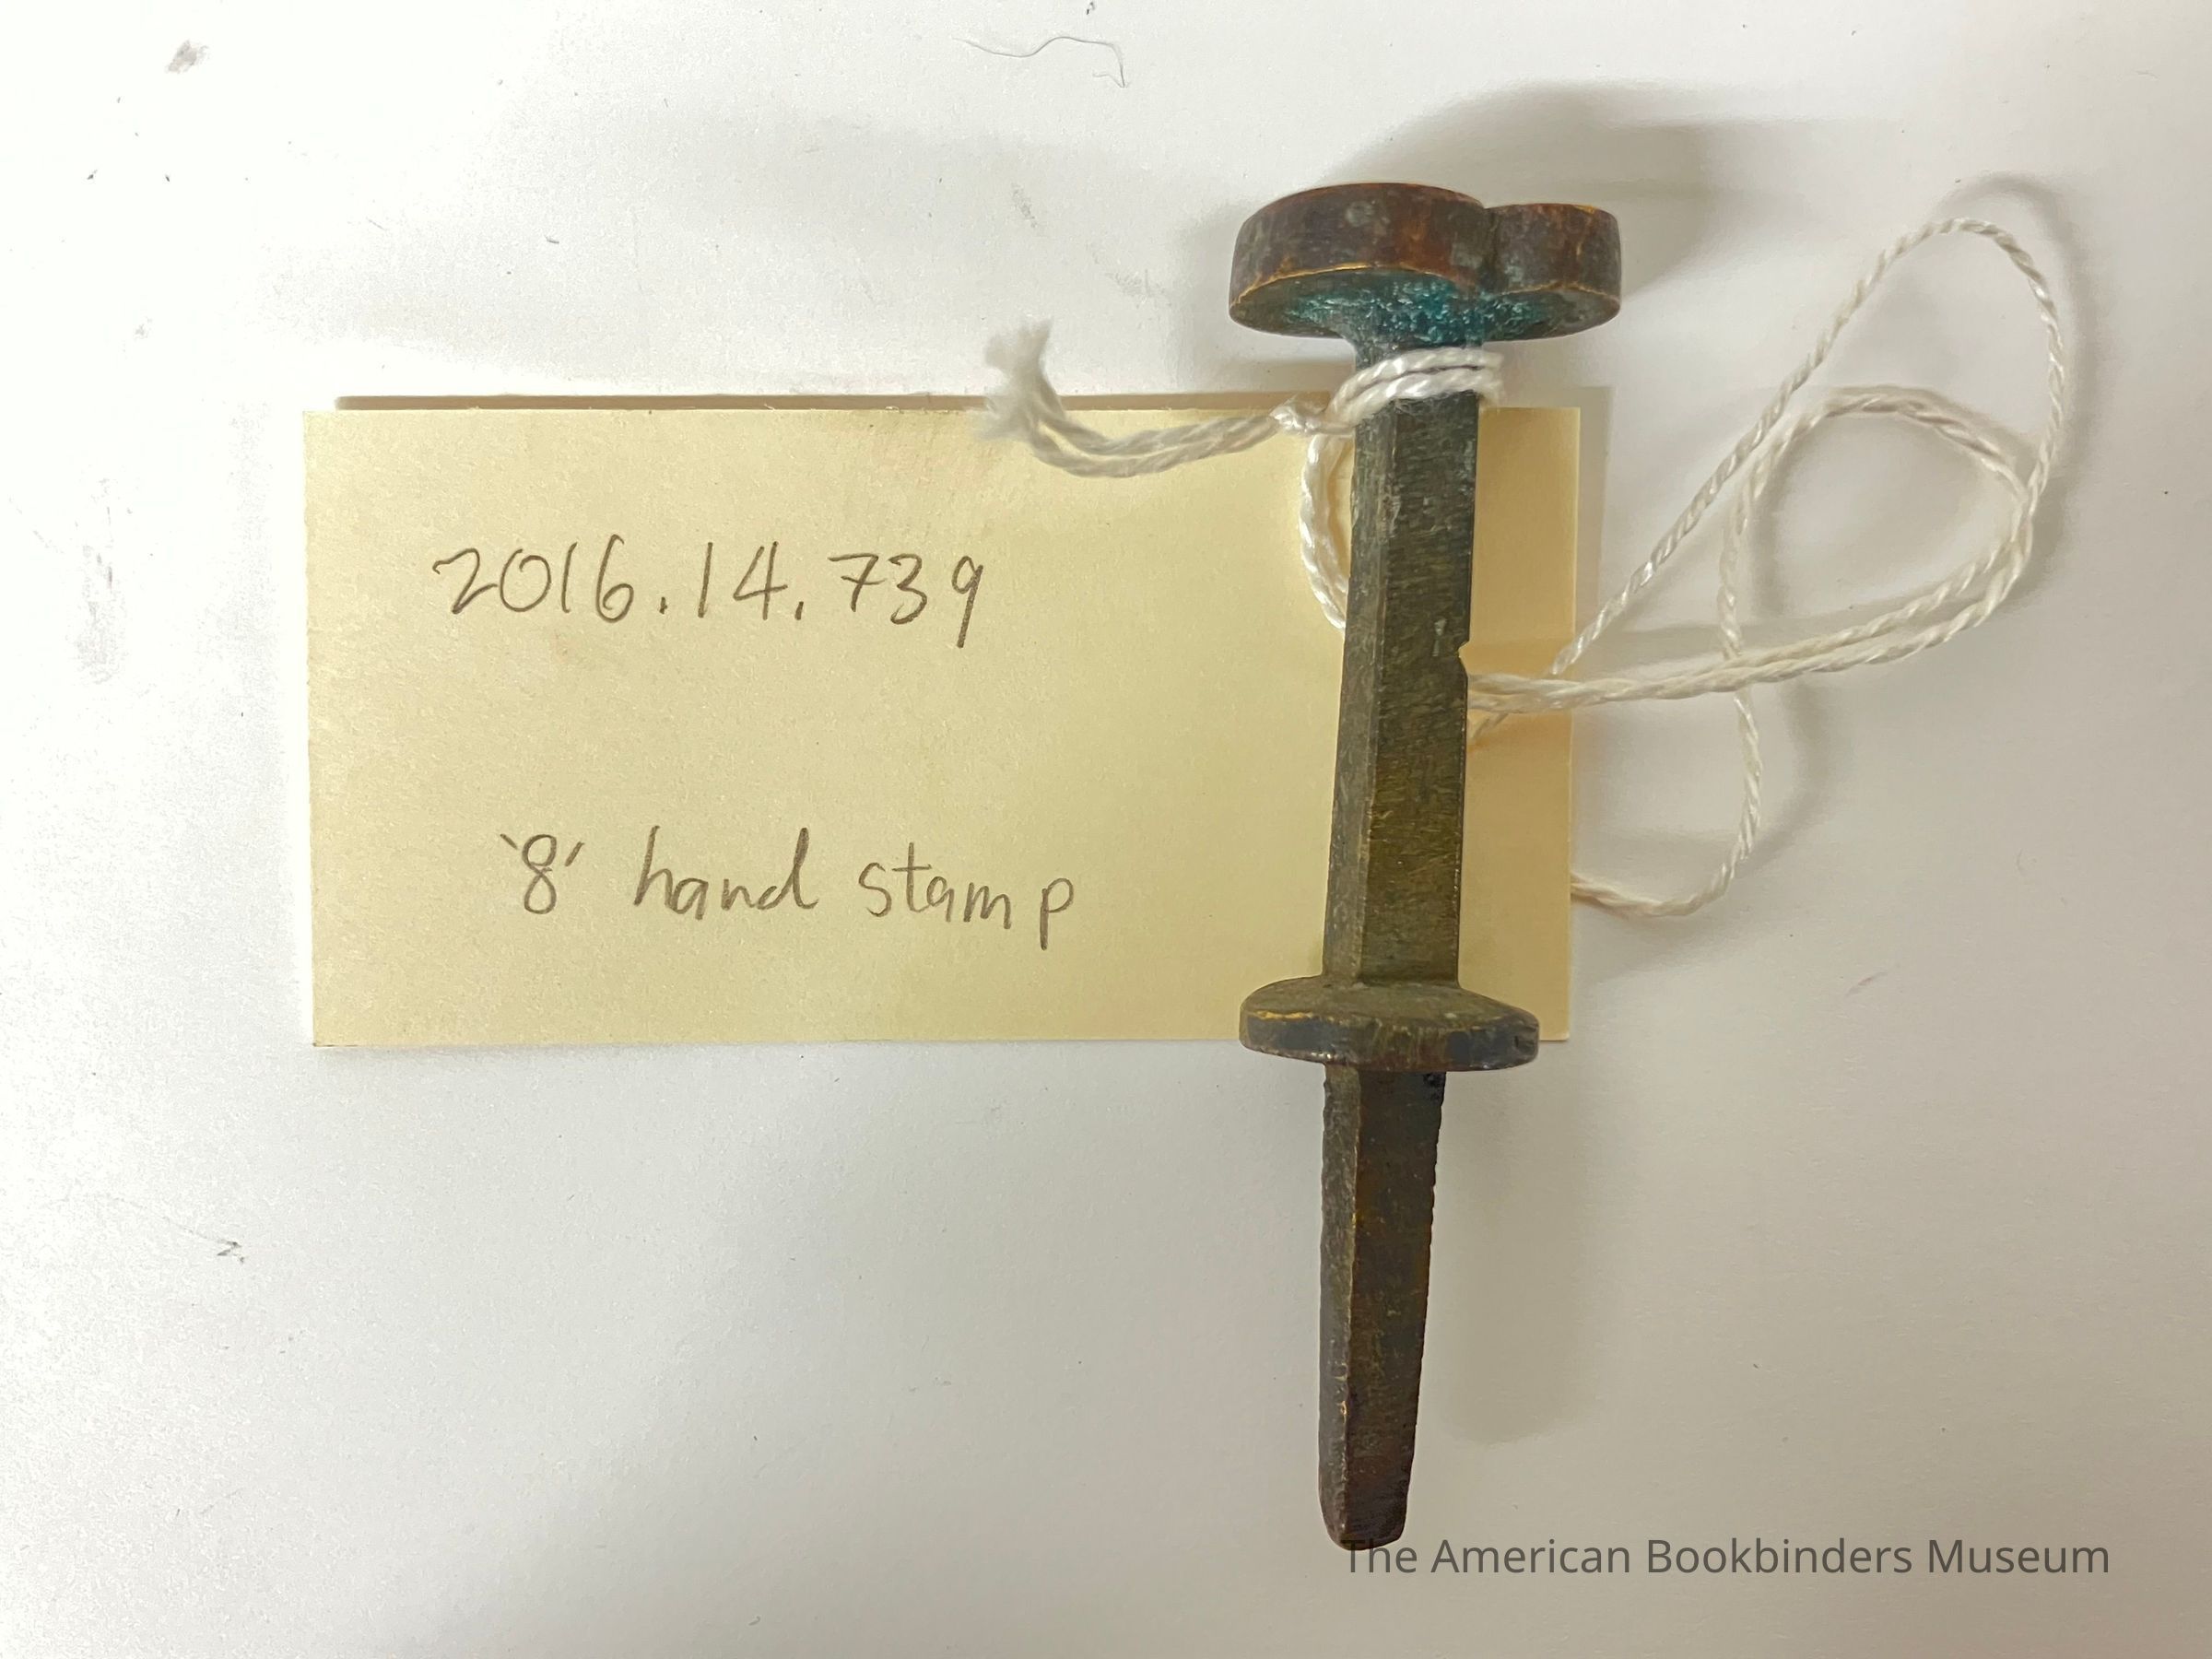 2016.14.739
‵8′ hand stamp
The American Bookbinders Museum